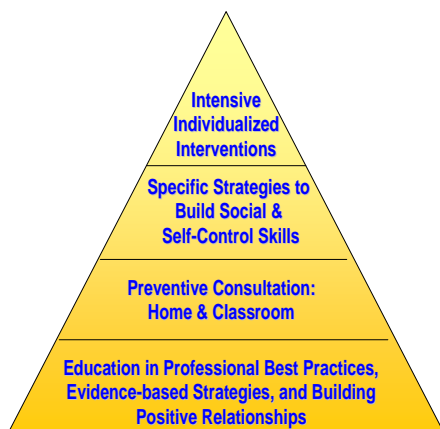 Intensive
Individualized
Interventions
Specific Strategies to
Build Social &
Self-Control Skills
Preventive Consultation:
Home & Classroom
Education in Professional Best Practices,
Evidence-based Strategies, and Building
Positive Relationships